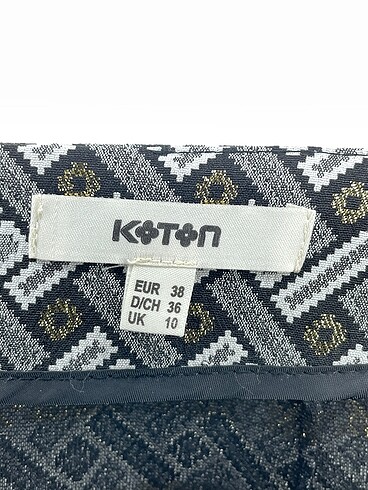 KOTON
EUR 38
D/CH 36
UK 10